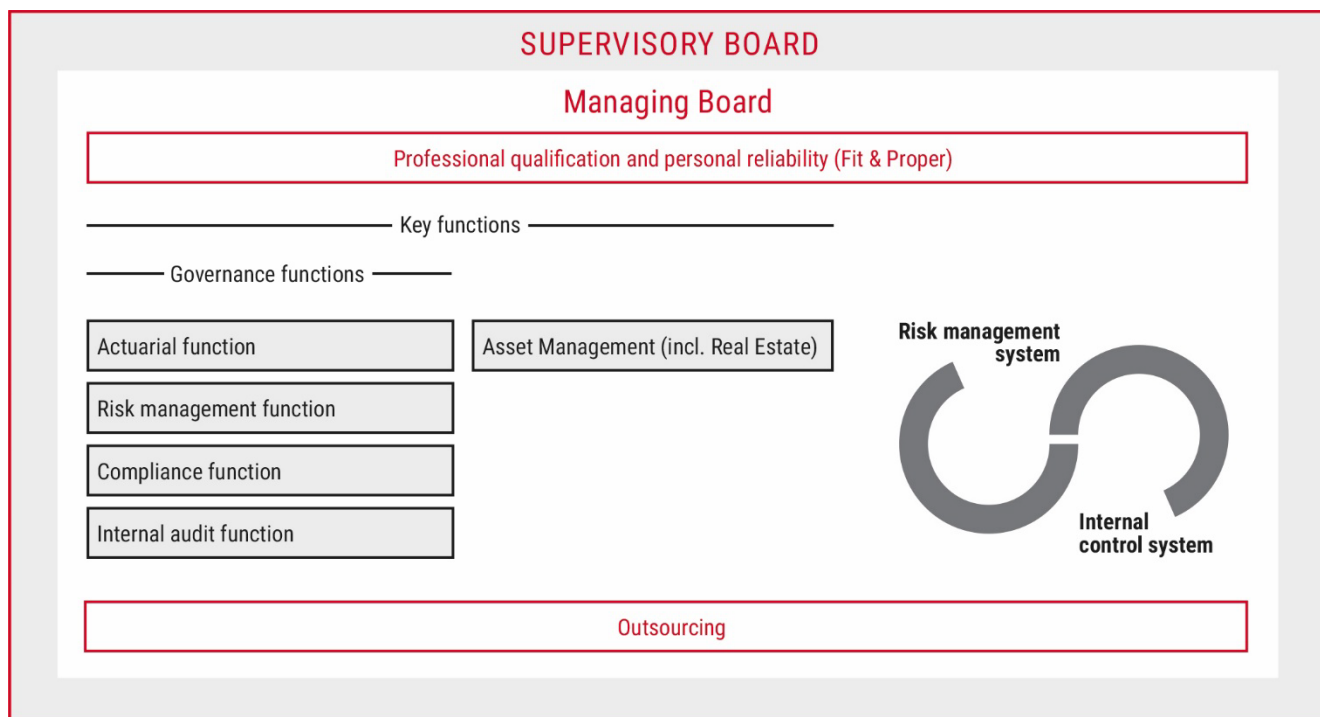 SUPERVISORY BOARD
Managing Board
Professional qualification and personal reliability (Fit & Proper)
Key functions
Governance functions
Actuarial function
Asset Management (incl. Real Estate)
Risk management function
Compliance function
Internal audit function
Risk management
system
Internal
control system
Outsourcing